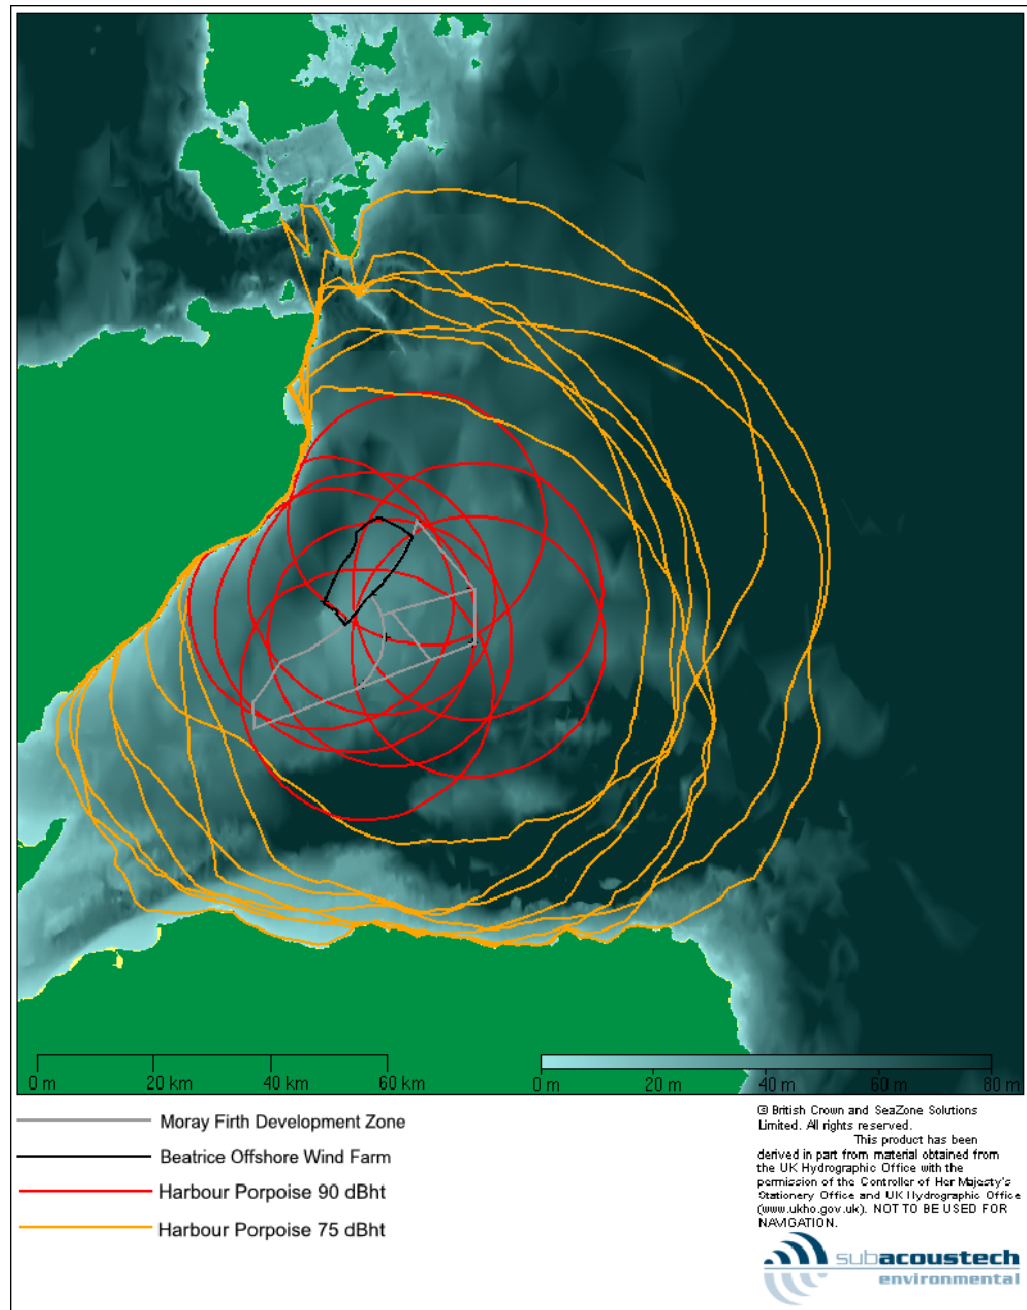 0 m 20 km 40 km 60 km
0 m 20 m 40 m 60 m 80 m
Moray Firth Development Zone
Beatrice Offshore Wind Farm
Harbour Porpoise 90 dBht
Harbour Porpoise 75 dBht
© British Crown and SeaZone Solutions
Limited. All rights reserved.
This product has been
derived in part from material obtained from
the UK Hydrographic Office with the
permission of the Controller of Her Majesty's
Stationery Office and UK Hydrographic Office
(www.ukho.gov.uk). NOT TO BE USED FOR
NAVIGATION.
subacoustech
environmental